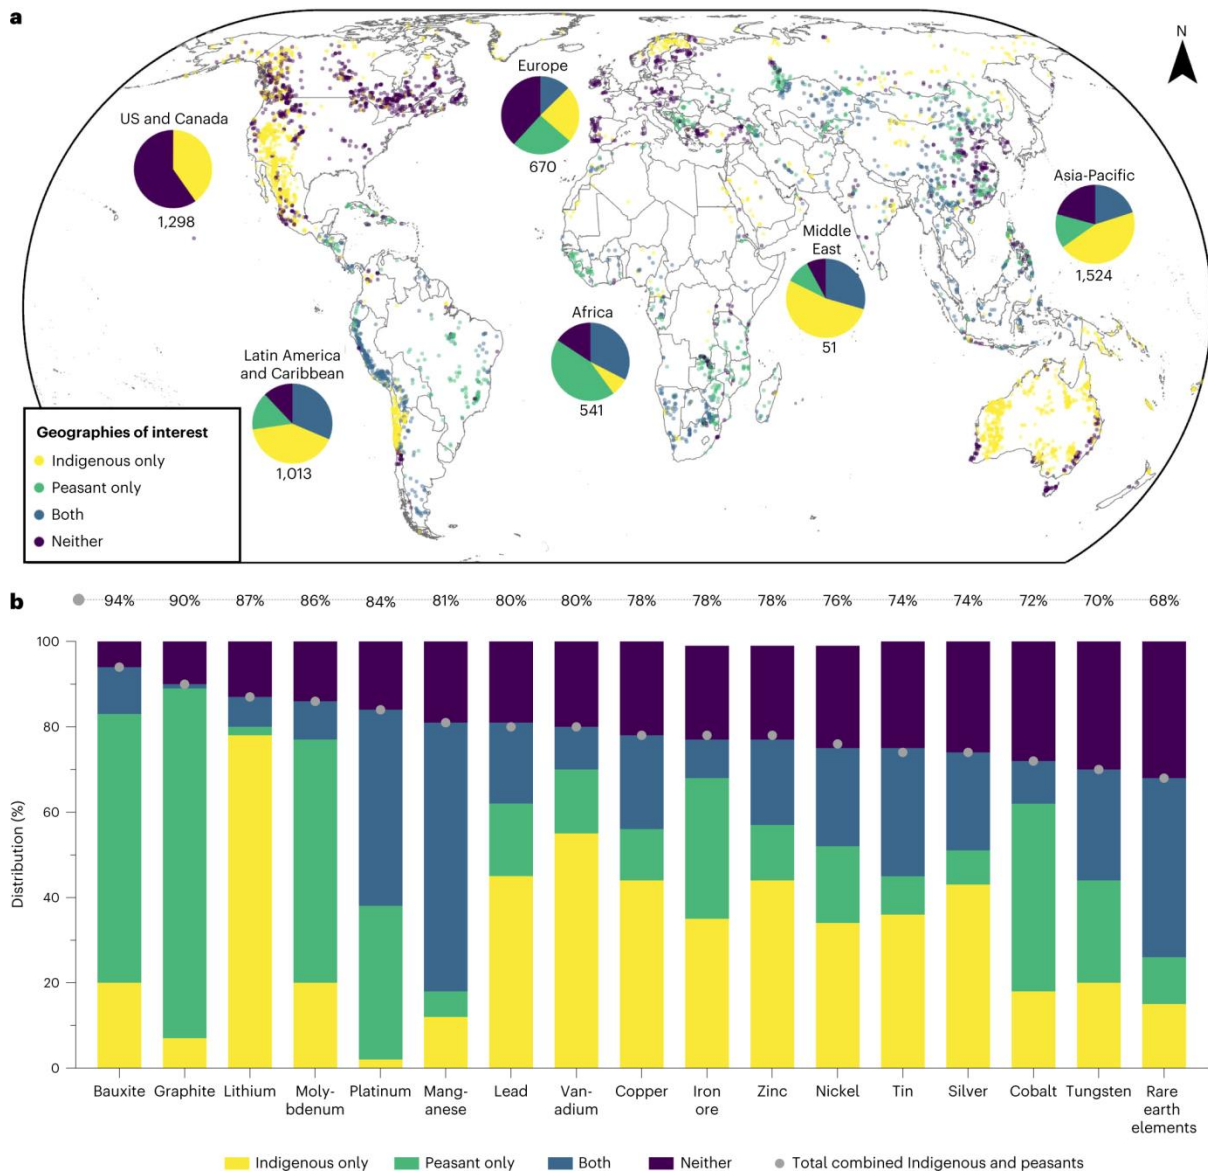 a
N
Europe
670
US and Canada
1,298
Asia-Pacific
1,524
Middle
East
51
Africa
541
Latin America
and Caribbean
1,013
Geographies of interest
Indigenous only
Peasant only
Both
Neither
b
94% 90% 87% 86% 84% 81% 80% 80% 78% 78% 78% 76% 74% 74% 72% 70% 68%
Distribution (%)
100
80
60
40
20
0
Bauxite
Graphite
Lithium
Moly-
bdenum
Platinum
Mang-
anese
Lead
Van-
adium
Copper
Iron
ore
Zinc
Nickel
Tin
Silver
Cobalt
Tungsten
Rare
earth
elements
Indigenous only Peasant only Both Neither Total combined Indigenous and peasants